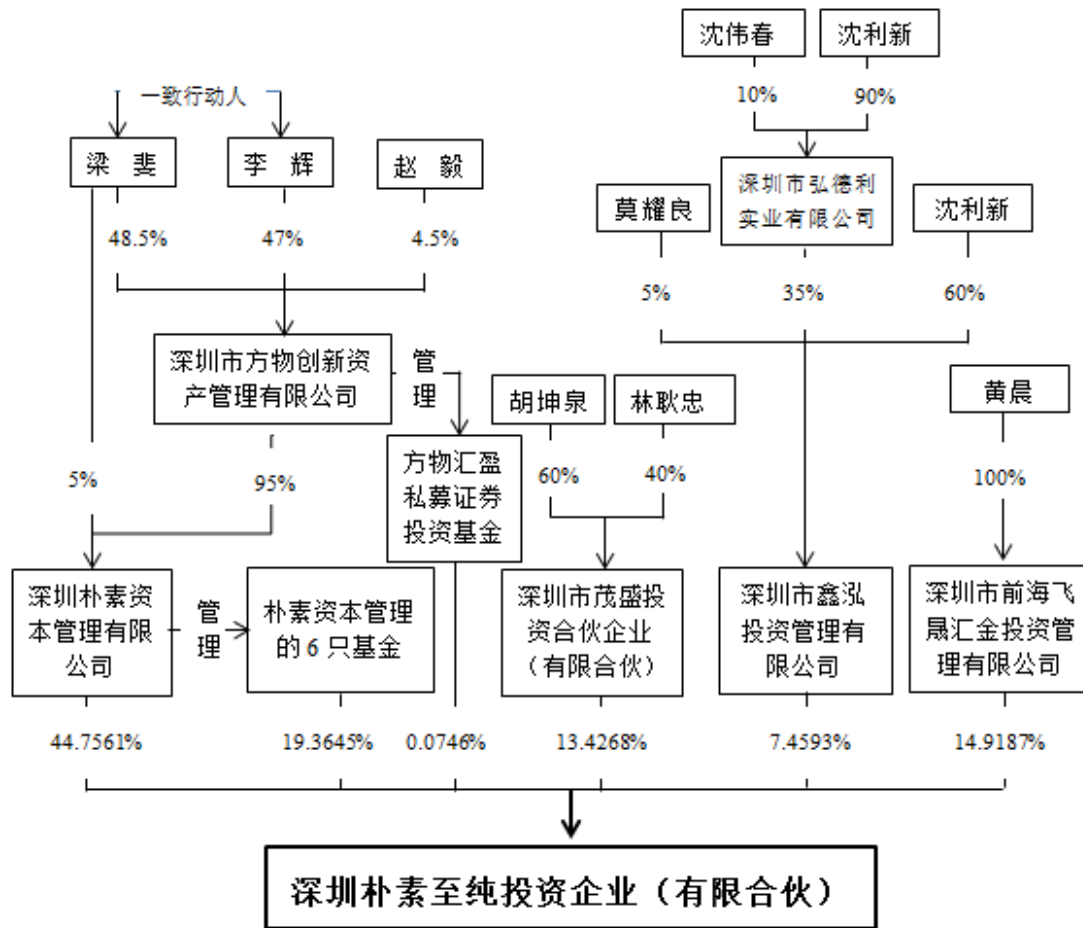 沈伟春
沈利新
10%
90%
一致行动人
梁 斐
李 辉
赵 毅
深圳市弘德利
实业有限公司
莫耀良
沈利新
48.5%
47%
4.5%
5%
35%
60%
深圳市方物创新资
产管理有限公司
管
理
胡坤泉
林耿忠
黄晨
方物汇盈
私募证券
投资基金
5%
95%
60%
40%
100%
深圳朴素资
本管理有限
公司
管
理
朴素资本管理
的 6 只基金
深圳市茂盛投
资合伙企业
（有限合伙）
深圳市鑫泓
投资管理有
限公司
深圳市前海飞
晟汇金投资管
理有限公司
44.7561%
19.3645%
0.0746%
13.4268%
7.4593%
14.9187%
深圳朴素至纯投资企业（有限合伙）